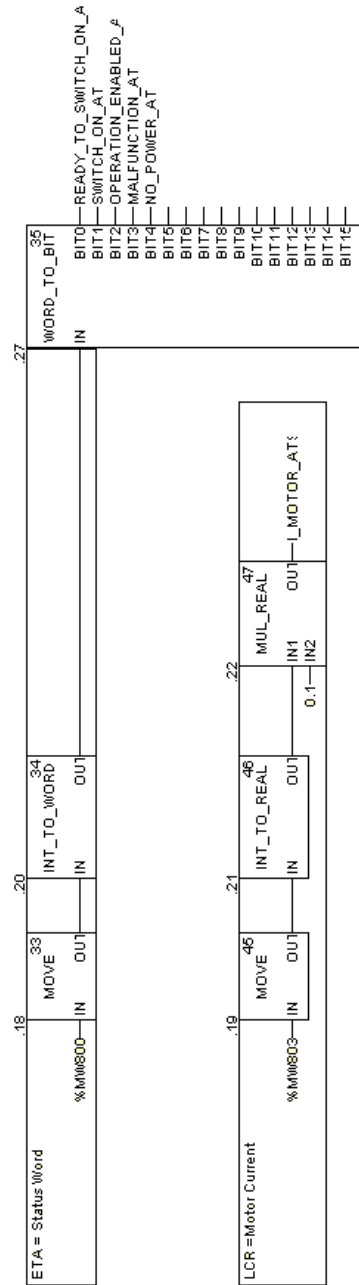 ETA = Status Word
%MW800
.18
33
MOVE
IN OUT
.20
34
INT_TO_WORD
IN OUT
.27
35
WORD_TO_BIT
IN BIT0 READY_TO_SWITCH_ON_A
BIT1 SWITCH_ON_AT
BIT2 OPERATION_ENABLED_A
BIT3 MALFUNCTION_AT
BIT4 NO_POWER_AT
BIT5
BIT6
BIT7
BIT8
BIT9
BIT10
BIT11
BIT12
BIT13
BIT14
BIT15
LCR =Motor Current
%MW803
.19
45
MOVE
IN OUT
.21
46
INT_TO_REAL
IN OUT
.22
47
MUL_REAL
IN1 OUT I_MOTOR_ATS
0.1 IN2